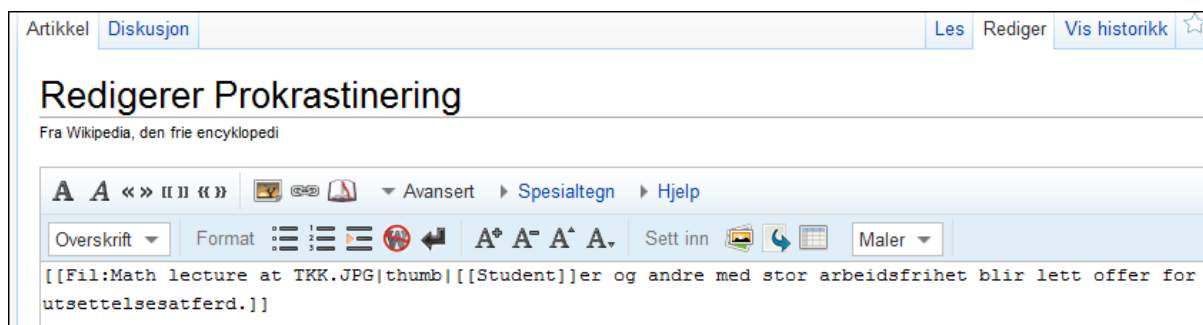 Artikkel Diskusjon Les Rediger Vis historikk
Redigerer Prokrastinering
Fra Wikipedia, den frie encyklopedi
A A « » [[ ]] {{ }} Avansert Spesialtegn Hjelp
Overskrift Format A A A A Sett inn Maler
[[Fil:Math lecture at TKK.JPG|thumb|[[Student]]er og andre med stor arbeidsfrihet blir lett offer for
utsettelsesatferd.]]